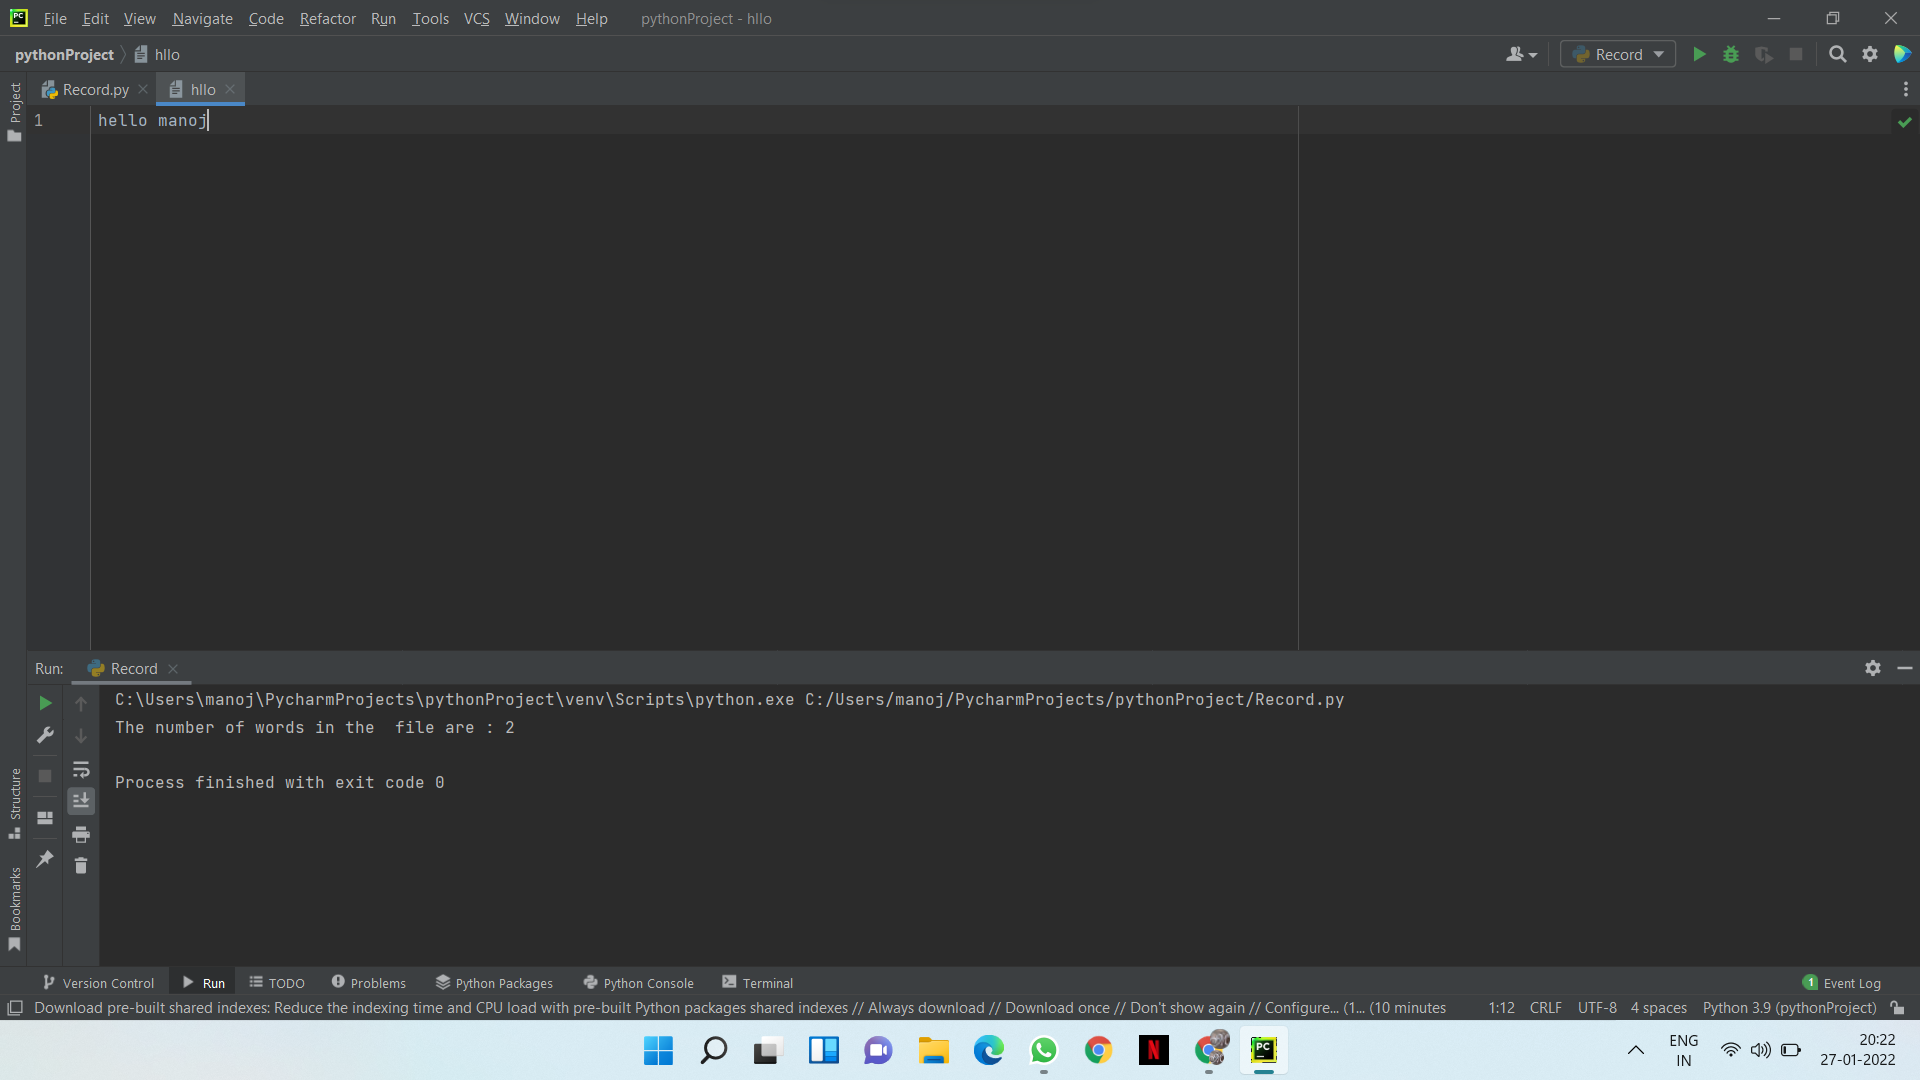 File Edit View Navigate Code Refactor Run Tools VCS Window Help pythonProject - hllo
pythonProject hllo Record
Record.py hllo
1 hello manoj
Project
Run: Record
C:\Users\manoj\PycharmProjects\pythonProject\venv\Scripts\python.exe C:/Users/manoj/PycharmProjects/pythonProject/Record.py
The number of words in the  file are : 2
Process finished with exit code 0
Structure
Bookmarks
Version Control Run TODO Problems Python Packages Python Console Terminal 1 Event Log
Download pre-built shared indexes: Reduce the indexing time and CPU load with pre-built Python packages shared indexes // Always download // Download once // Don't show again // Configure... (1... (10 minutes 1:12 CRLF UTF-8 4 spaces Python 3.9 (pythonProject)
ENG 20:22
IN 27-01-2022